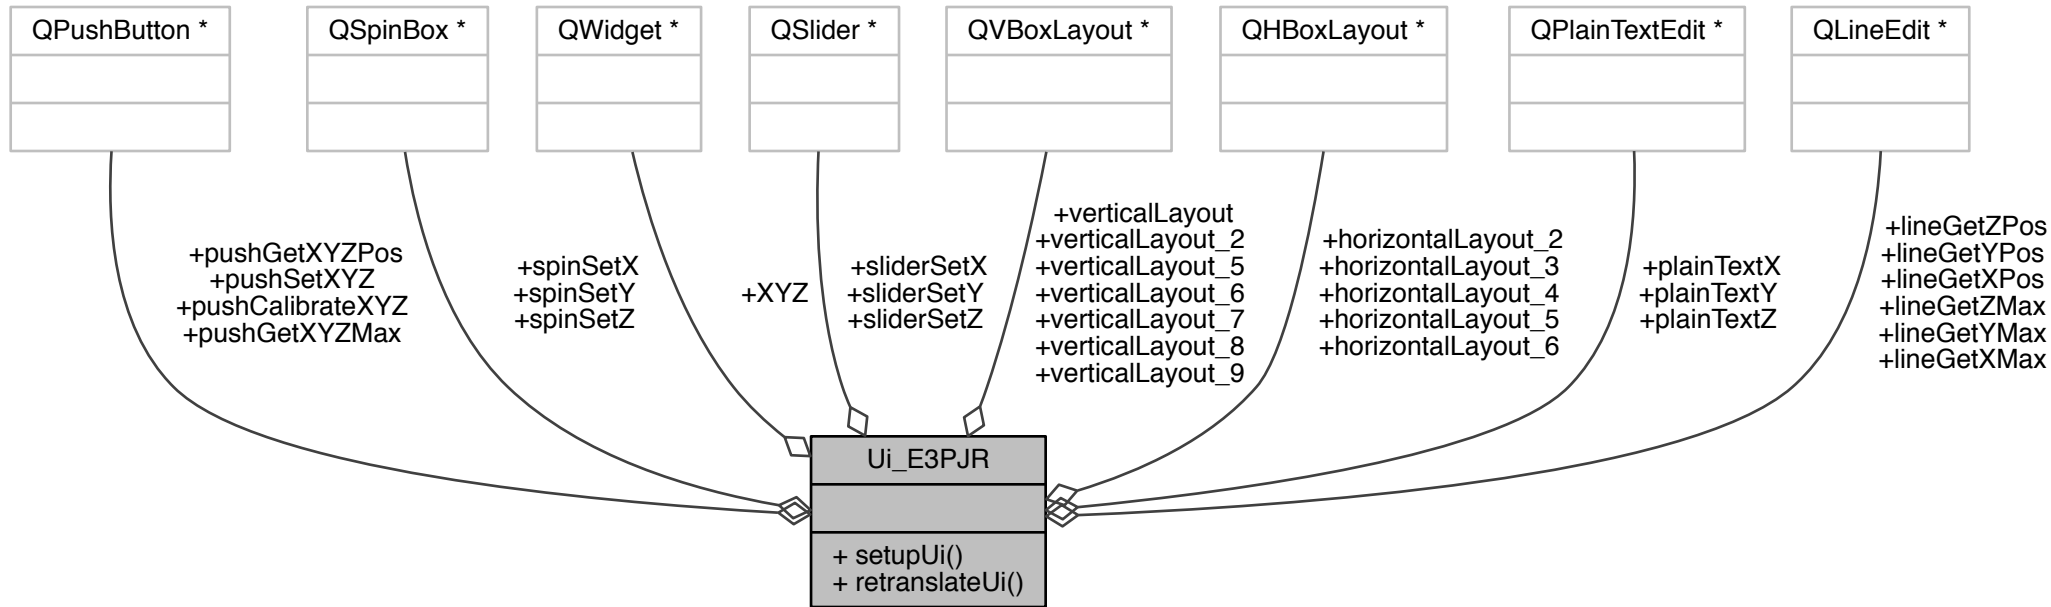 QPushButton *
QSpinBox *
QWidget *
QSlider *
QVBoxLayout *
QHBoxLayout *
QPlainTextEdit *
QLineEdit *
+pushGetXYZPos
+pushSetXYZ
+pushCalibrateXYZ
+pushGetXYZMax
+spinSetX
+spinSetY
+spinSetZ
+XYZ
+sliderSetX
+sliderSetY
+sliderSetZ
+verticalLayout
+verticalLayout_2
+verticalLayout_5
+verticalLayout_6
+verticalLayout_7
+verticalLayout_8
+verticalLayout_9
+horizontalLayout_2
+horizontalLayout_3
+horizontalLayout_4
+horizontalLayout_5
+horizontalLayout_6
+plainTextX
+plainTextY
+plainTextZ
+lineGetZPos
+lineGetYPos
+lineGetXPos
+lineGetZMax
+lineGetYMax
+lineGetXMax
Ui_E3PJR
+ setupUi()
+ retranslateUi()